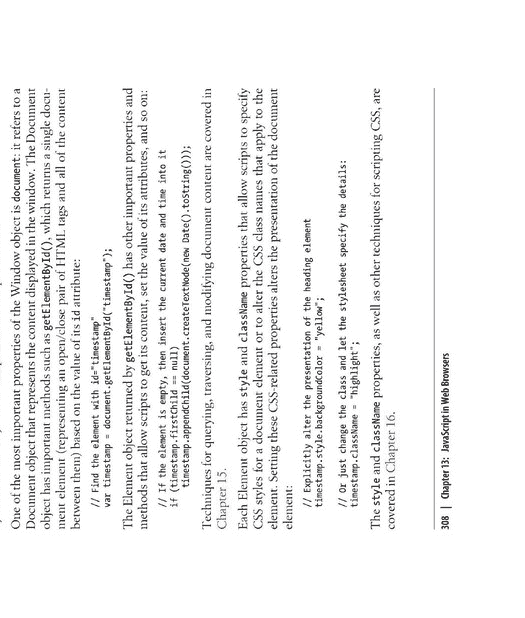 One of the most important properties of the Window object is document: it refers to a
Document object that represents the content displayed in the window. The Document
object has important methods such as getElementById(), which returns a single docu-
ment element (representing an open/close pair of HTML tags and all of the content
between them) based on the value of its id attribute:
// Find the element with id="timestamp"
var timestamp = document.getElementById("timestamp");
The Element object returned by getElementById() has other important properties and
methods that allow scripts to get its content, set the value of its attributes, and so on:
// If the element is empty, then insert the current date and time into it
if (timestamp.firstChild == null)
timestamp.appendChild(document.createTextNode(new Date().toString()));
Techniques for querying, traversing, and modifying document content are covered in
Chapter 15.
Each Element object has style and className properties that allow scripts to specify
CSS styles for a document element or to alter the CSS class names that apply to the
element. Setting these CSS-related properties alters the presentation of the document
element:
// Explicitly alter the presentation of the heading element
timestamp.style.backgroundColor = "yellow";
// Or just change the class and let the stylesheet specify the details:
timestamp.className = "highlight";
The style and className properties, as well as other techniques for scripting CSS, are
covered in Chapter 16.
308 | Chapter 13: JavaScript in Web Browsers